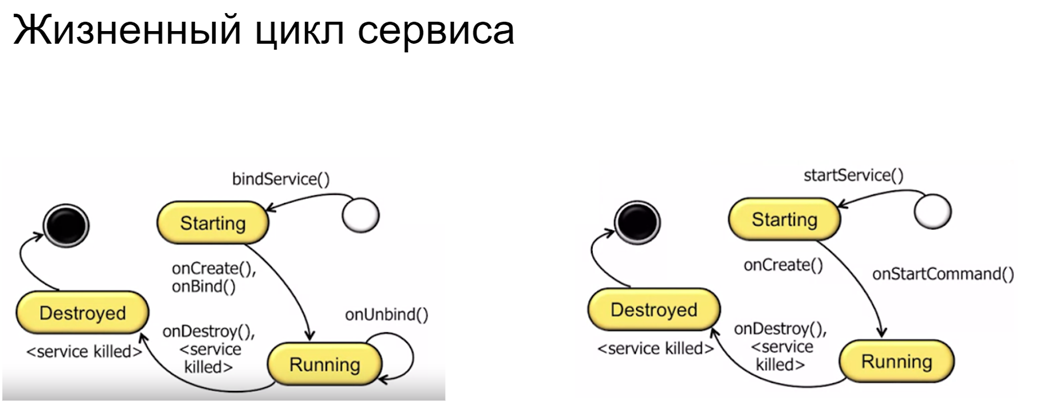 Жизненный цикл сервиса
bindService()
Starting
onCreate(),
onBind()
onUnbind()
Destroyed
<service killed>
onDestroy(),
<service
killed>
Running
startService()
Starting
onCreate()
onStartCommand()
Destroyed
<service killed>
onDestroy(),
<service
killed>
Running